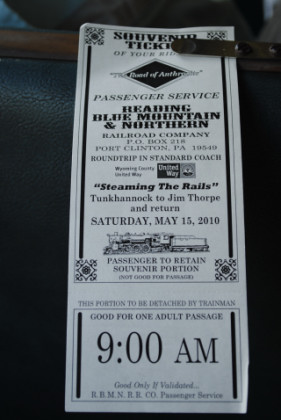 SOUVENIR
TICKET
OF YOUR RIDE
"The Road of Anthracite"
PASSENGER SERVICE
READING
BLUE MOUNTAIN
& NORTHERN
RAILROAD COMPANY
P.O. BOX 218
PORT CLINTON, PA 19549
ROUNDTRIP IN STANDARD COACH
Wyoming County
United Way
United
Way
"Steaming The Rails"
Tunkhannock to Jim Thorpe
and return
SATURDAY, MAY 15, 2010
PASSENGER TO RETAIN
SOUVENIR PORTION
(NOT GOOD FOR PASSAGE)
THIS PORTION TO BE DETACHED BY TRAINMAN
GOOD FOR ONE ADULT PASSAGE
9:00 AM
Good Only If Validated...
R.B.M.N. R.R. CO. Passenger Service